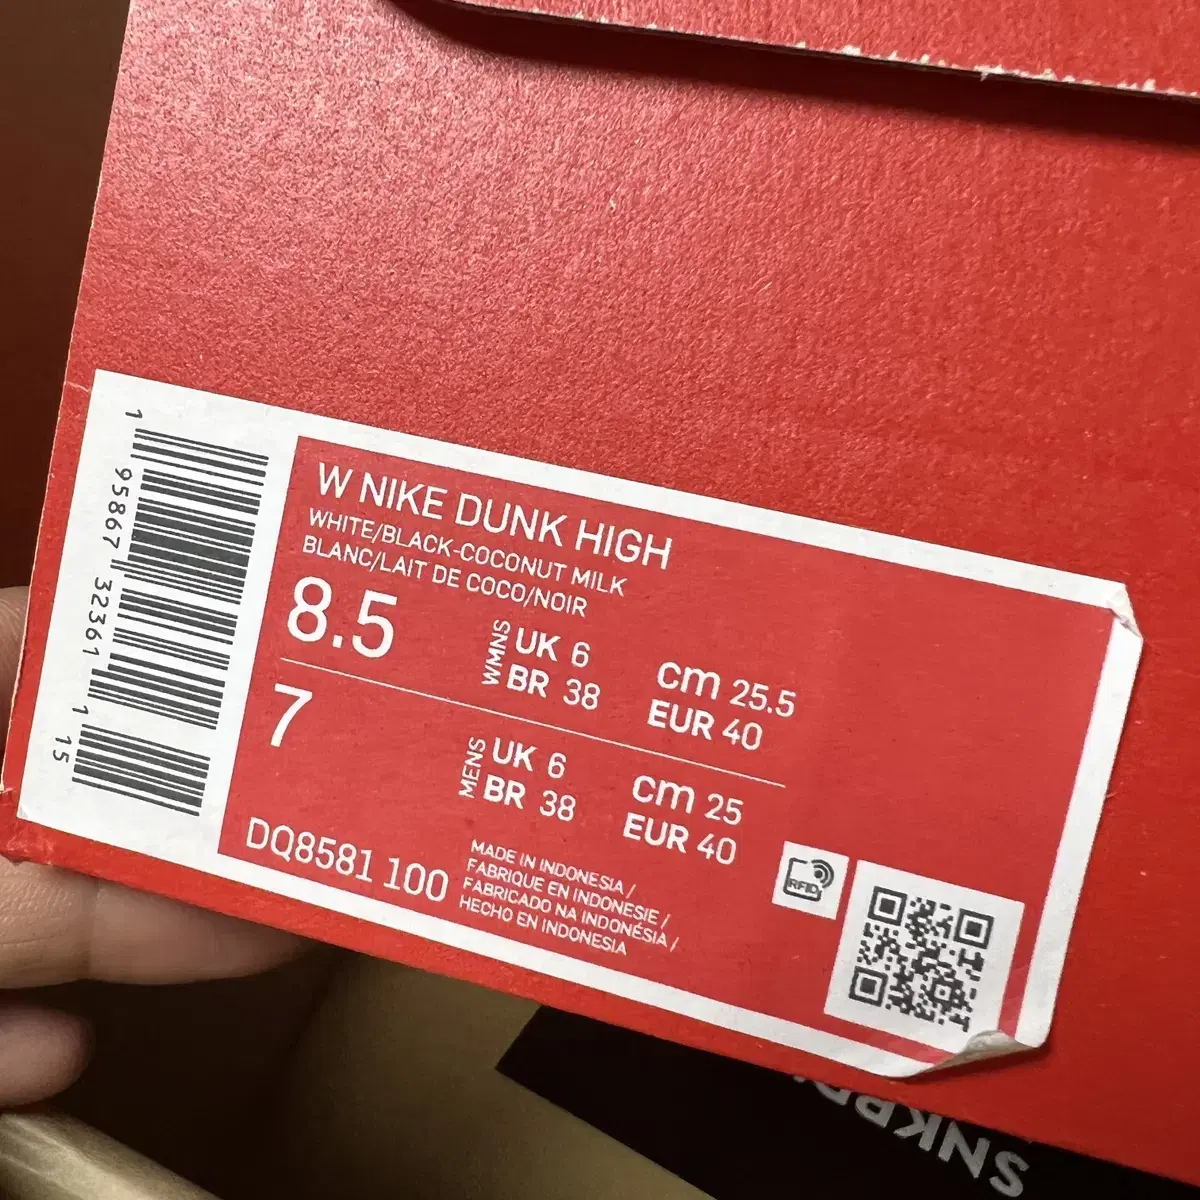 W NIKE DUNK HIGH
WHITE/BLACK-COCONUT MILK
BLANC/LAIT DE COCO/NOIR
8.5
WMNS
UK 6
BR 38
cm 25.5
EUR 40
7
MENS
UK 6
BR 38
cm 25
EUR 40
DQ8581 100
MADE IN INDONESIA /
FABRIQUE EN INDONESIE /
FABRICADO NA INDONÉSIA /
HECHO EN INDONESIA
RFID
1 95867 32361 1 15